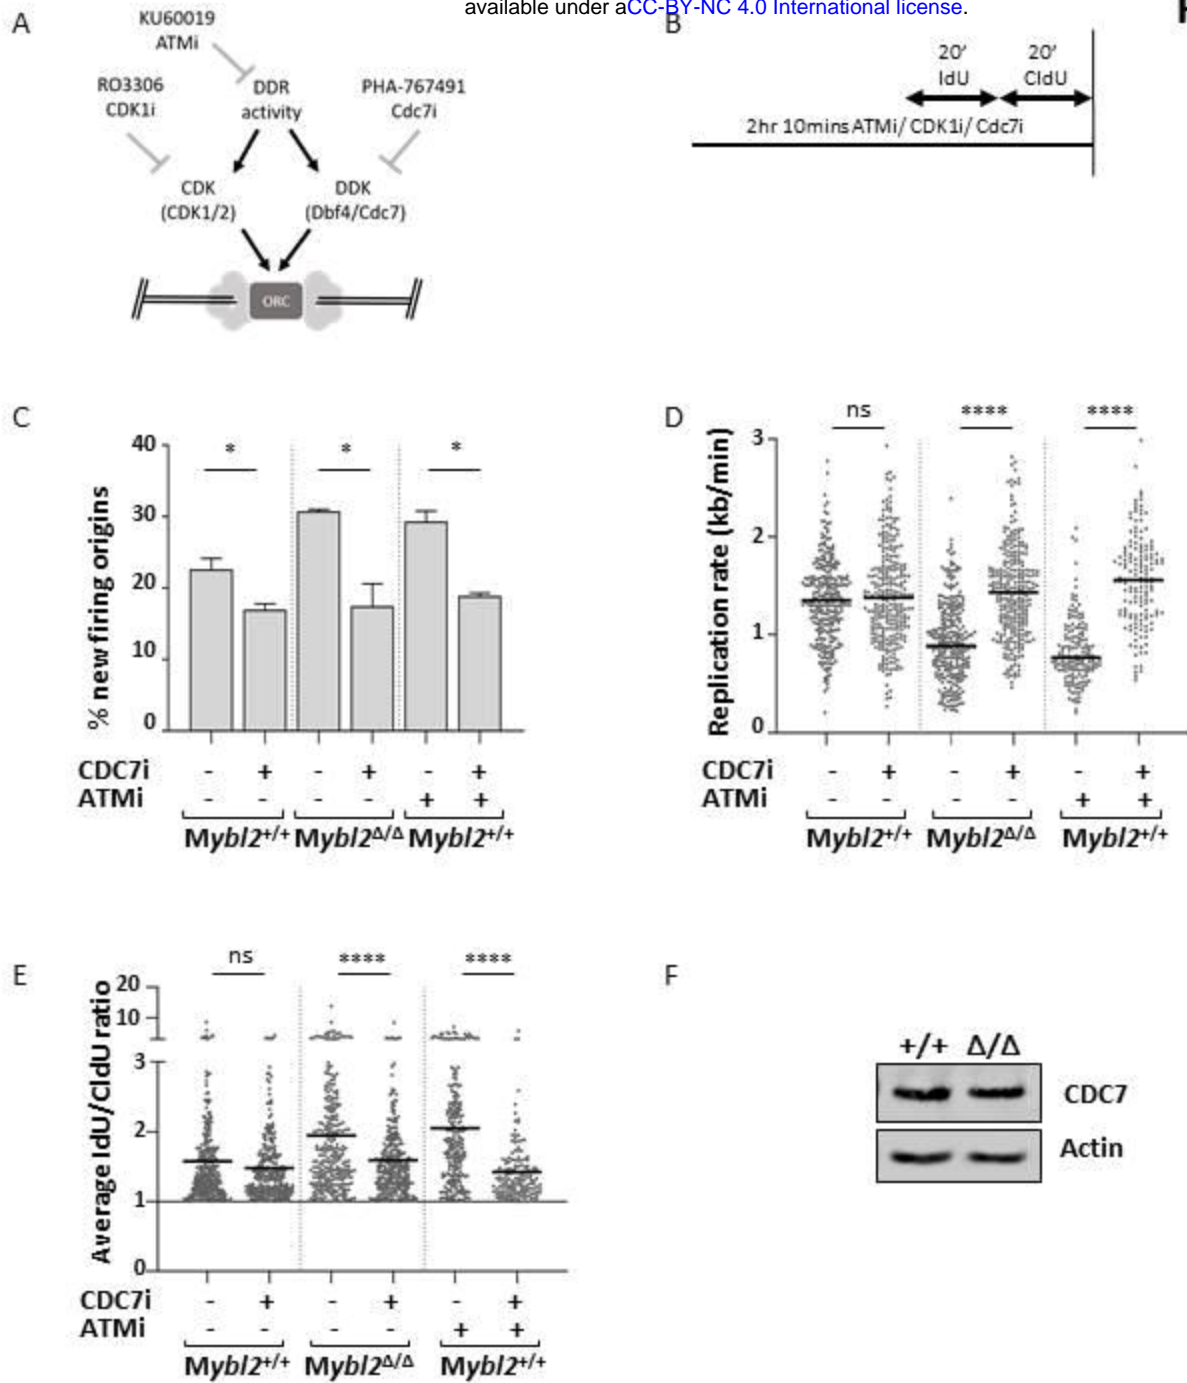 available under aCC-BY-NC 4.0 International license.
A
KU60019
ATMi
RO3306
CDK1i
DDR
activity
PHA-767491
Cdc7i
CDK
(CDK1/2)
DDK
(Dbf4/Cdc7)
ORC
B
20' 20'
IdU CldU
2hr 10mins ATMi/ CDK1i/ Cdc7i
C
% new firing origins
40
30
20
10
0
* * *
CDC7i - + - + - +
ATMi - - - - + +
Mybl2+/+ Mybl2Δ/Δ Mybl2+/+
D
Replication rate (kb/min)
3
2
1
0
ns **** ****
CDC7i - + - + - +
ATMi - - - - + +
Mybl2+/+ Mybl2Δ/Δ Mybl2+/+
E
Average IdU/CldU ratio
20
10
3
2
1
0
ns **** ****
CDC7i - + - + - +
ATMi - - - - + +
Mybl2+/+ Mybl2Δ/Δ Mybl2+/+
F
+/+ Δ/Δ
CDC7
Actin